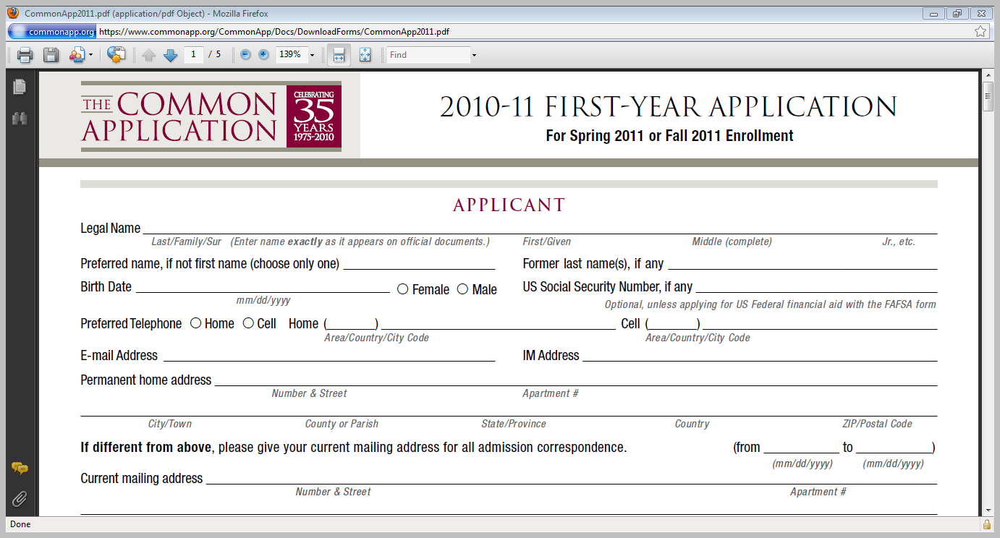 CommonApp2011.pdf (application/pdf Object) - Mozilla Firefox
commonapp.org https://www.commonapp.org/CommonApp/Docs/DownloadForms/CommonApp2011.pdf
1 / 5 139% Find
THE COMMON
APPLICATION
CELEBRATING
35
YEARS
1975-2010
2010-11 FIRST-YEAR APPLICATION
For Spring 2011 or Fall 2011 Enrollment
APPLICANT
Legal Name
Last/Family/Sur (Enter name exactly as it appears on official documents.) First/Given Middle (complete) Jr., etc.
Preferred name, if not first name (choose only one) Former last name(s), if any
Birth Date Female Male US Social Security Number, if any
mm/dd/yyyy Optional, unless applying for US Federal financial aid with the FAFSA form
Preferred Telephone Home Cell Home ( ) Cell ( )
Area/Country/City Code Area/Country/City Code
E-mail Address IM Address
Permanent home address
Number & Street Apartment #
City/Town County or Parish State/Province Country ZIP/Postal Code
If different from above, please give your current mailing address for all admission correspondence. (from to )
(mm/dd/yyyy) (mm/dd/yyyy)
Current mailing address
Number & Street Apartment #
Done